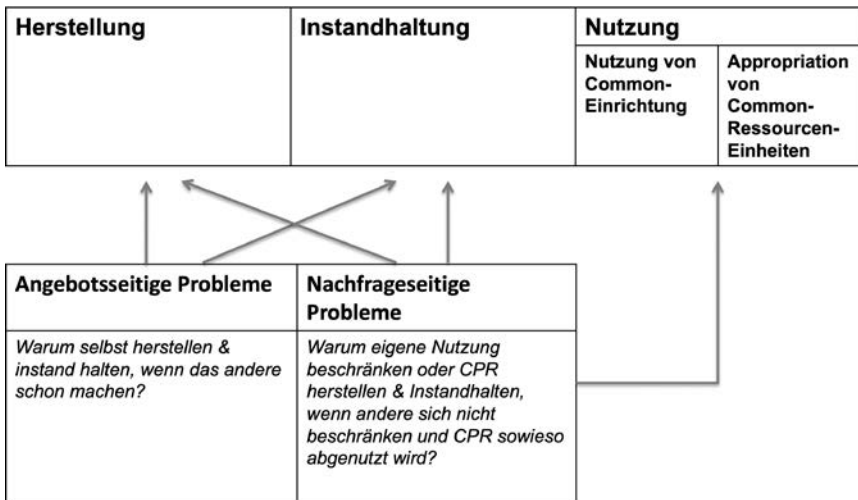 Herstellung
Instandhaltung
Nutzung
Nutzung von
Common-
Einrichtung
Appropriation
von
Common-
Ressourcen-
Einheiten
Angebotsseitige Probleme
Nachfrageseitige
Probleme
Warum selbst herstellen &
instand halten, wenn das andere
schon machen?
Warum eigene Nutzung
beschränken oder CPR
herstellen & Instandhalten,
wenn andere sich nicht
beschränken und CPR sowieso
abgenutzt wird?